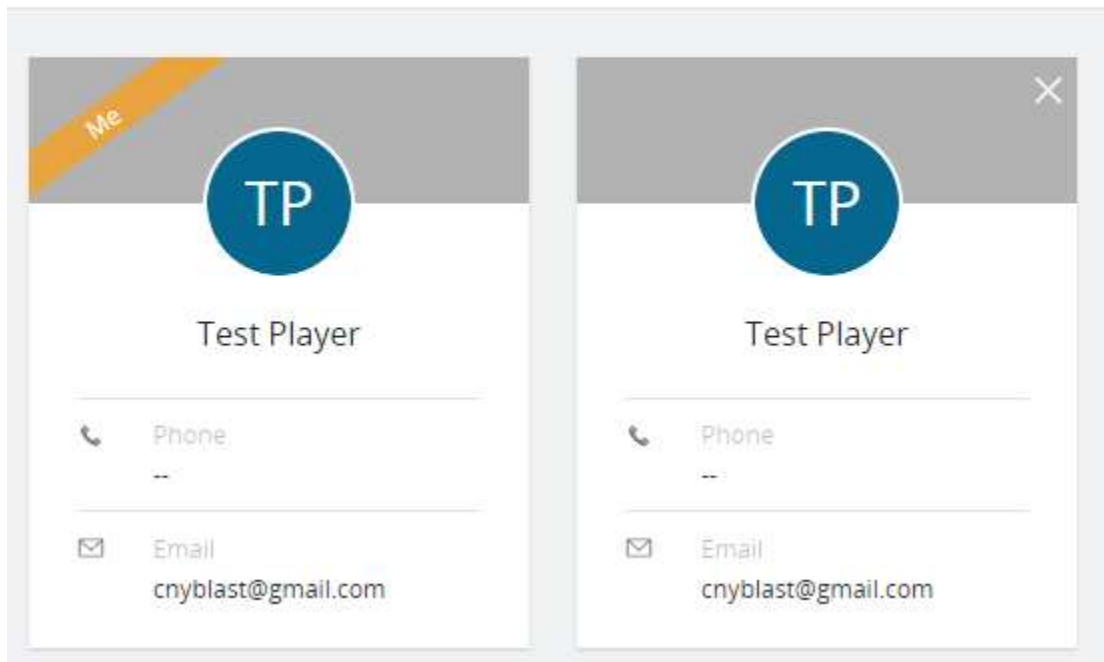 Me
TP
Test Player
Phone
--
Email
cnyblast@gmail.com
TP
Test Player
Phone
--
Email
cnyblast@gmail.com